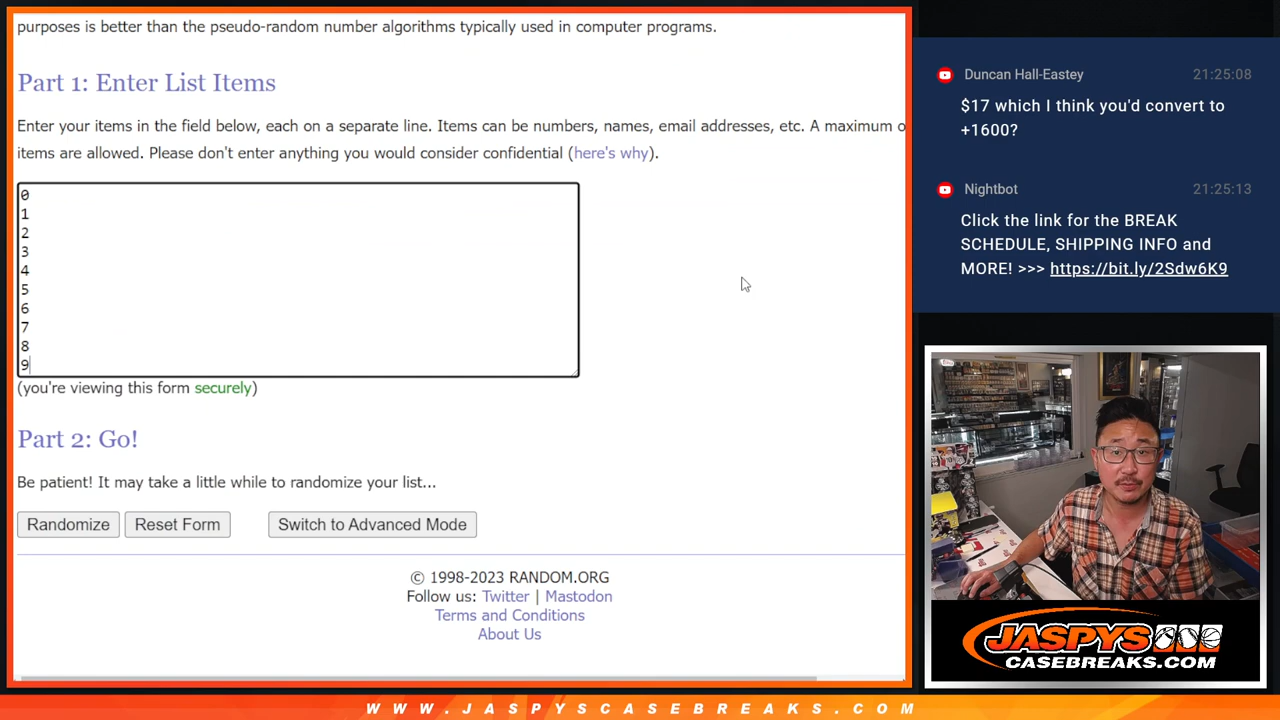 purposes is better than the pseudo-random number algorithms typically used in computer programs.
Part 1: Enter List Items
Enter your items in the field below, each on a separate line. Items can be numbers, names, email addresses, etc. A maximum o
items are allowed. Please don't enter anything you would consider confidential (here's why).
0
1
2
3
4
5
6
7
8
9
(you're viewing this form securely)
Part 2: Go!
Be patient! It may take a little while to randomize your list...
Randomize Reset Form Switch to Advanced Mode
© 1998-2023 RANDOM.ORG
Follow us: Twitter | Mastodon
Terms and Conditions
About Us
Duncan Hall-Eastey 21:25:08
$17 which I think you'd convert to
+1600?
Nightbot 21:25:13
Click the link for the BREAK
SCHEDULE, SHIPPING INFO and
MORE! >>> https://bit.ly/2Sdw6K9
JASPYS
CASEBREAKS.COM
WWW.JASPYSCASEBREAKS.COM